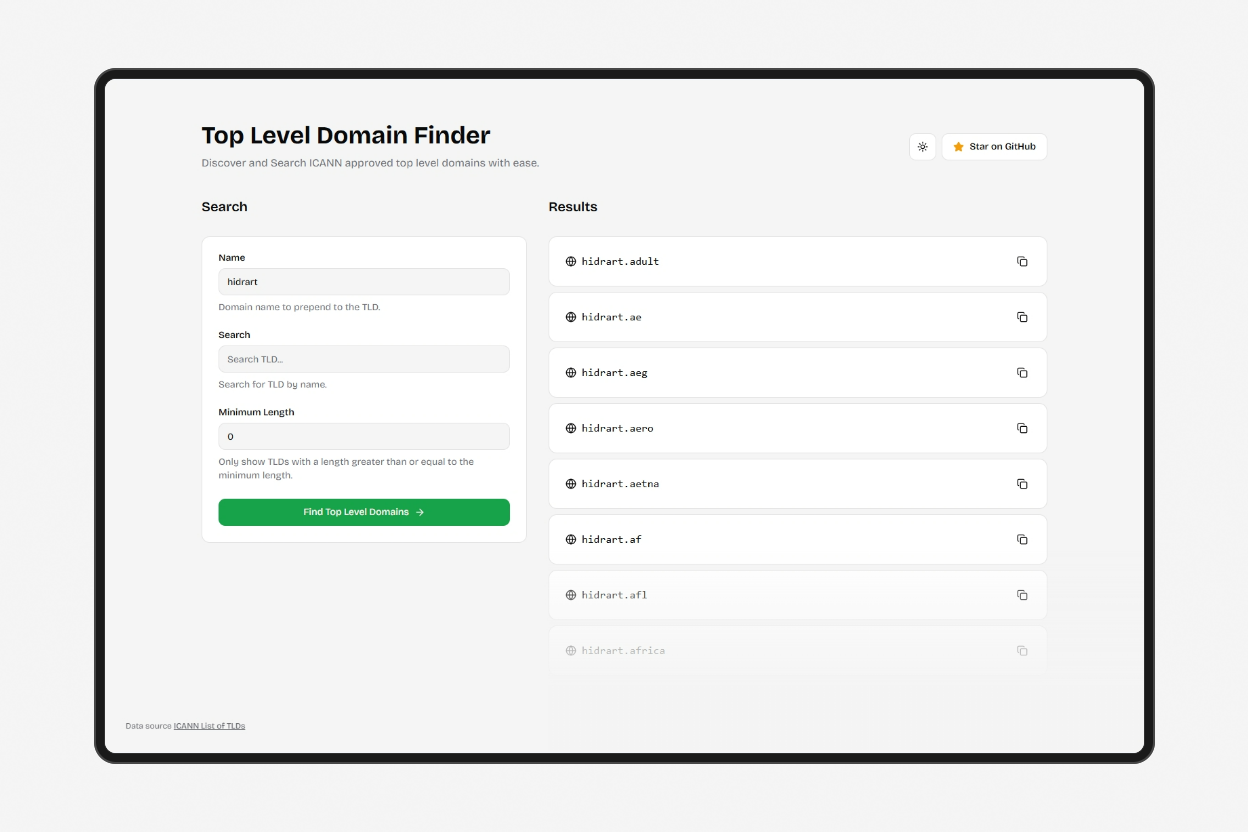 Top Level Domain Finder
Discover and Search ICANN approved top level domains with ease.
Star on GitHub
Search
Name
hidrart
Domain name to prepend to the TLD.
Search
Search TLD...
Search for TLD by name.
Minimum Length
0
Only show TLDs with a length greater than or equal to the
minimum length.
Find Top Level Domains →
Results
hidrart.adult
hidrart.ae
hidrart.aeg
hidrart.aero
hidrart.aetna
hidrart.af
hidrart.afl
hidrart.africa
Data source ICANN List of TLDs